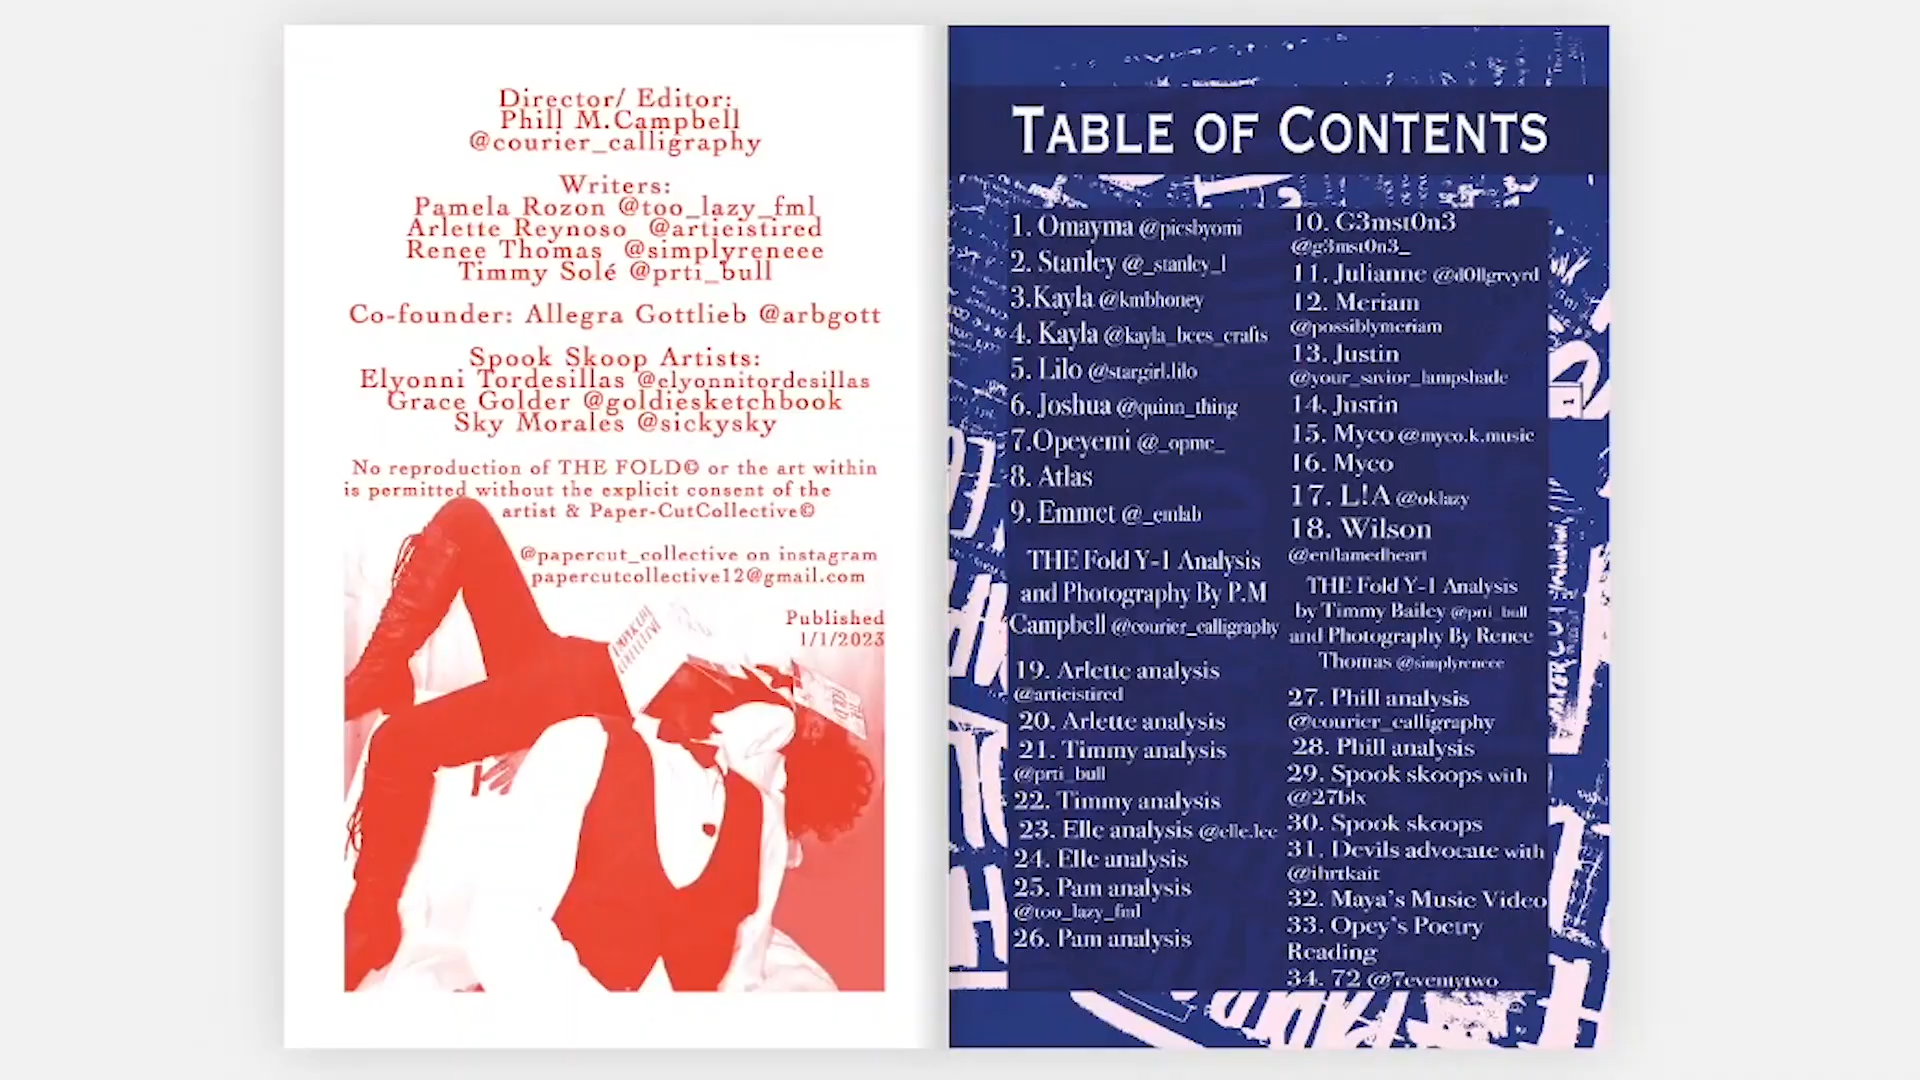 Director/ Editor:
Phill M.Campbell
@courier_calligraphy
Writers:
Pamela Rozon @too_lazy_fml
Arlette Reynoso @artieistired
Renee Thomas @simplyreneee
Timmy Solé @prti_bull
Co-founder: Allegra Gottlieb @arbgott
Spook Skoop Artists:
Elyonni Tordesillas @elyonnitordesillas
Grace Golder @goldiesketchbook
Sky Morales @sickysky
No reproduction of THE FOLD© or the art within
is permitted without the explicit consent of the
artist & Paper-CutCollective©
@papercut_collective on instagram
papercutcollective12@gmail.com
Published
1/1/2023
TABLE OF CONTENTS
1. Omayma @picsbyomi
2. Stanley @_stanley_l
3.Kayla @kmbhoney
4. Kayla @kayla_bees_crafts
5. Lilo @stargirl.lilo
6. Joshua @quinn_thing
7.Opeyemi @_opmc_
8. Atlas
9. Emmet @_emlab
THE Fold Y-1 Analysis
and Photography By P.M
Campbell @courier_calligraphy
19. Arlette analysis
@artieistired
20. Arlette analysis
21. Timmy analysis
@prti_bull
22. Timmy analysis
23. Elle analysis @elle.lee
24. Elle analysis
25. Pam analysis
@too_lazy_fml
26. Pam analysis
10. G3mst0n3
@g3mst0n3_
11. Julianne @d0llgrvyrd
12. Meriam
@possiblymeriam
13. Justin
@your_savior_lampshade
14. Justin
15. Myco @myco.k.music
16. Myco
17. L!A @oklazy
18. Wilson
@enflamedheart
THE Fold Y-1 Analysis
by Timmy Bailey @prti_bull
and Photography By Renee
Thomas @simplyreneee
27. Phill analysis
@courier_calligraphy
28. Phill analysis
29. Spook skoops with
@27blx
30. Spook skoops
31. Devils advocate with
@ihrtkait
32. Maya's Music Video
33. Opey's Poetry
Reading
34. 72 @7eventytwo